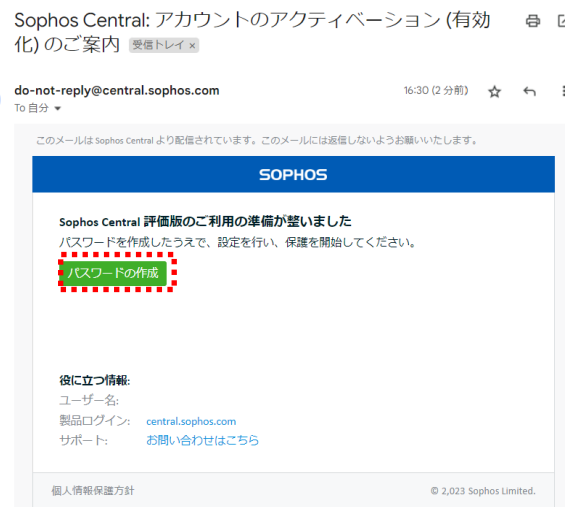 Sophos Central: アカウントのアクティベーション (有効
化) のご案内 受信トレイ ×
do-not-reply@central.sophos.com 16:30 (2 分前)
To 自分
このメールは Sophos Central より配信されています。このメールには返信しないようお願いいたします。
SOPHOS
Sophos Central 評価版のご利用の準備が整いました
パスワードを作成したうえで、設定を行い、保護を開始してください。
パスワードの作成
役に立つ情報:
ユーザー名:
製品ログイン: central.sophos.com
サポート: お問い合わせはこちら
個人情報保護方針 © 2,023 Sophos Limited.